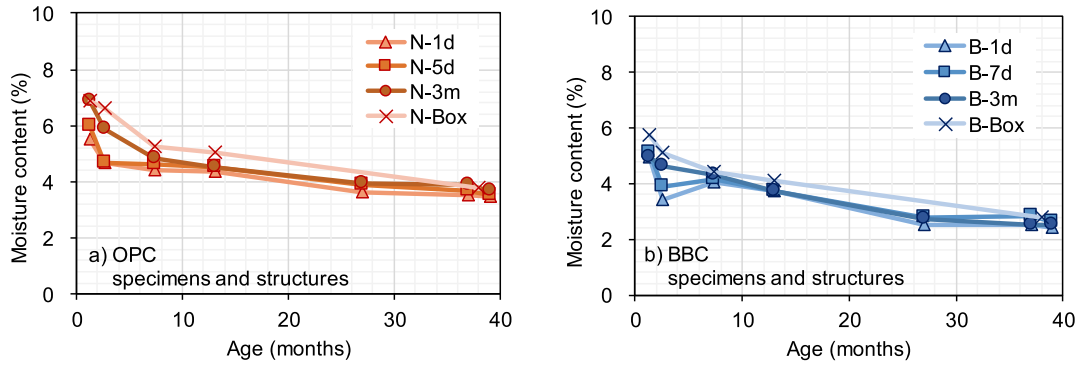 10
8
6
4
2
0
0
10
20
30
40
Moisture content (%)
Age (months)
N-1d
N-5d
N-3m
N-Box
a) OPC
specimens and structures
10
8
6
4
2
0
0
10
20
30
40
Moisture content (%)
Age (months)
B-1d
B-7d
B-3m
B-Box
b) BBC
specimens and structures